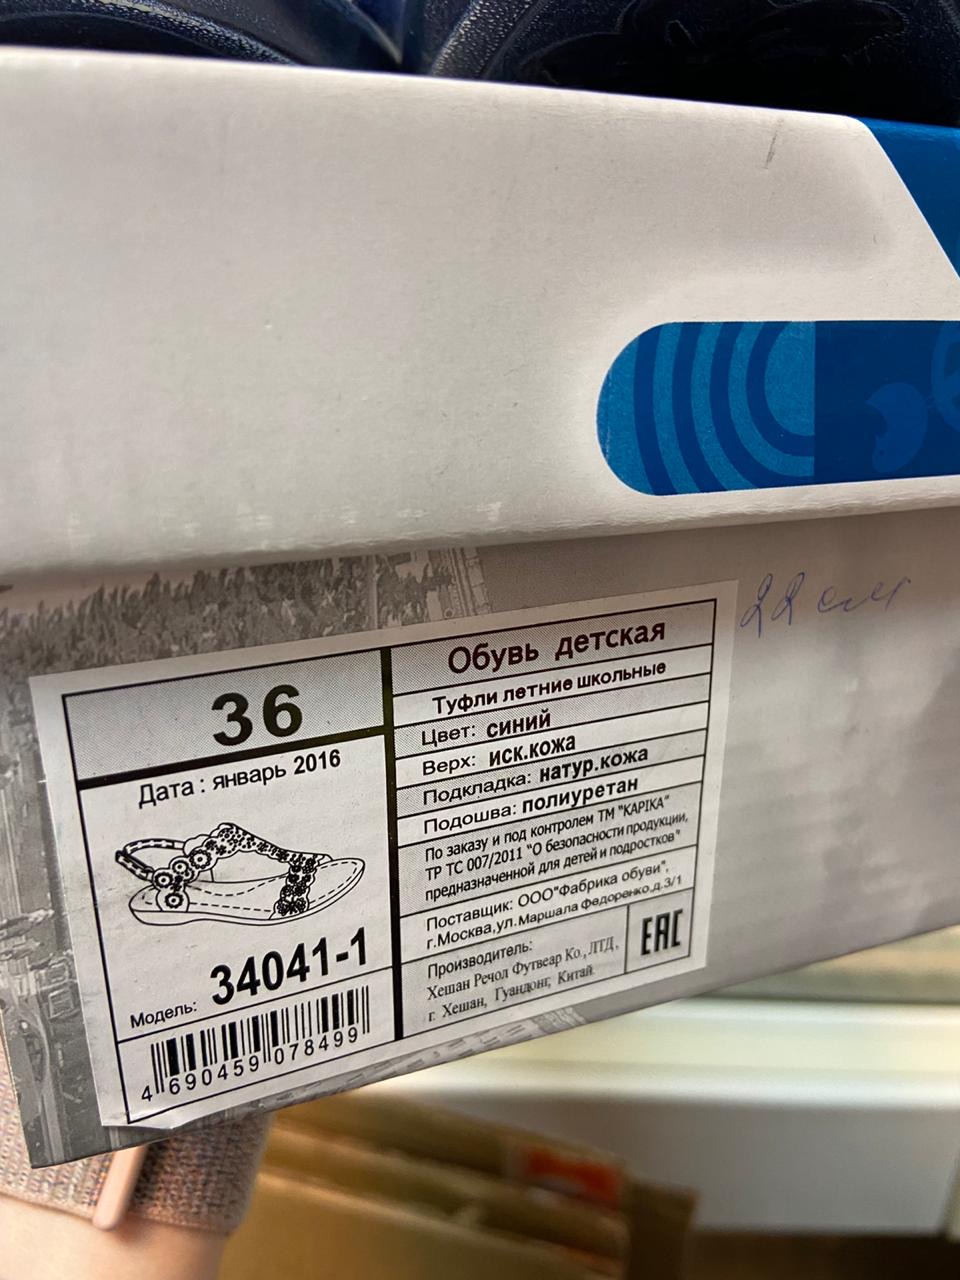 22 см
36
Дата : январь 2016
Модель: 34041-1
4 690459 078499
Обувь детская
Туфли летние школьные
Цвет: синий
Верх: иск.кожа
Подкладка: натур.кожа
Подошва: полиуретан
По заказу и под контролем ТМ "KAPIKA"
ТР ТС 007/2011 "О безопасности продукции,
предназначенной для детей и подростков"
Поставщик: ООО"Фабрика обуви",
г.Москва,ул.Маршала Федоренко.д.3/1
Производитель:
Хешан Речол Футвеар Ко., ЛТД,
г. Хешан, Гуандонг, Китай
EAC